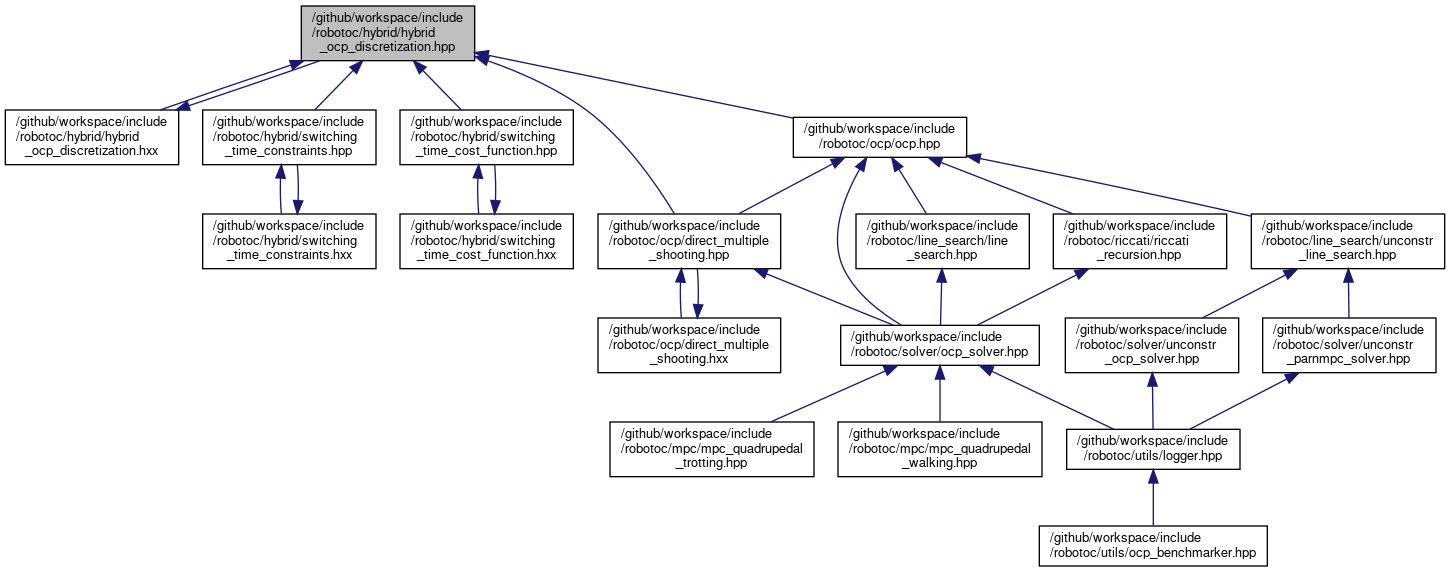 /github/workspace/include
/robotoc/hybrid/hybrid
_ocp_discretization.hpp
/github/workspace/include
/robotoc/hybrid/hybrid
_ocp_discretization.hxx
/github/workspace/include
/robotoc/hybrid/switching
_time_constraints.hpp
/github/workspace/include
/robotoc/hybrid/switching
_time_cost_function.hpp
/github/workspace/include
/robotoc/ocp/ocp.hpp
/github/workspace/include
/robotoc/hybrid/switching
_time_constraints.hxx
/github/workspace/include
/robotoc/hybrid/switching
_time_cost_function.hxx
/github/workspace/include
/robotoc/ocp/direct_multiple
_shooting.hpp
/github/workspace/include
/robotoc/line_search/line
_search.hpp
/github/workspace/include
/robotoc/riccati/riccati
_recursion.hpp
/github/workspace/include
/robotoc/line_search/unconstr
_line_search.hpp
/github/workspace/include
/robotoc/ocp/direct_multiple
_shooting.hxx
/github/workspace/include
/robotoc/solver/ocp_solver.hpp
/github/workspace/include
/robotoc/solver/unconstr
_ocp_solver.hpp
/github/workspace/include
/robotoc/solver/unconstr
_parnmpc_solver.hpp
/github/workspace/include
/robotoc/mpc/mpc_quadrupedal
_trotting.hpp
/github/workspace/include
/robotoc/mpc/mpc_quadrupedal
_walking.hpp
/github/workspace/include
/robotoc/utils/logger.hpp
/github/workspace/include
/robotoc/utils/ocp_benchmarker.hpp